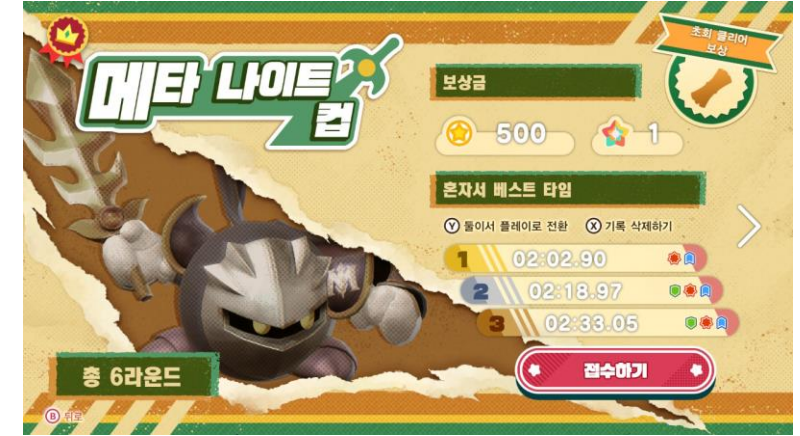 메타 나이트
컵
초회 클리어
보상
보상금
500
1
혼자서 베스트 타임
Ⓨ 둘이서 플레이로 전환 Ⓧ 기록 삭제하기
1 02:02.90
2 02:18.97
3 02:33.05
M
총 6라운드
접수하기
Ⓑ 뒤로